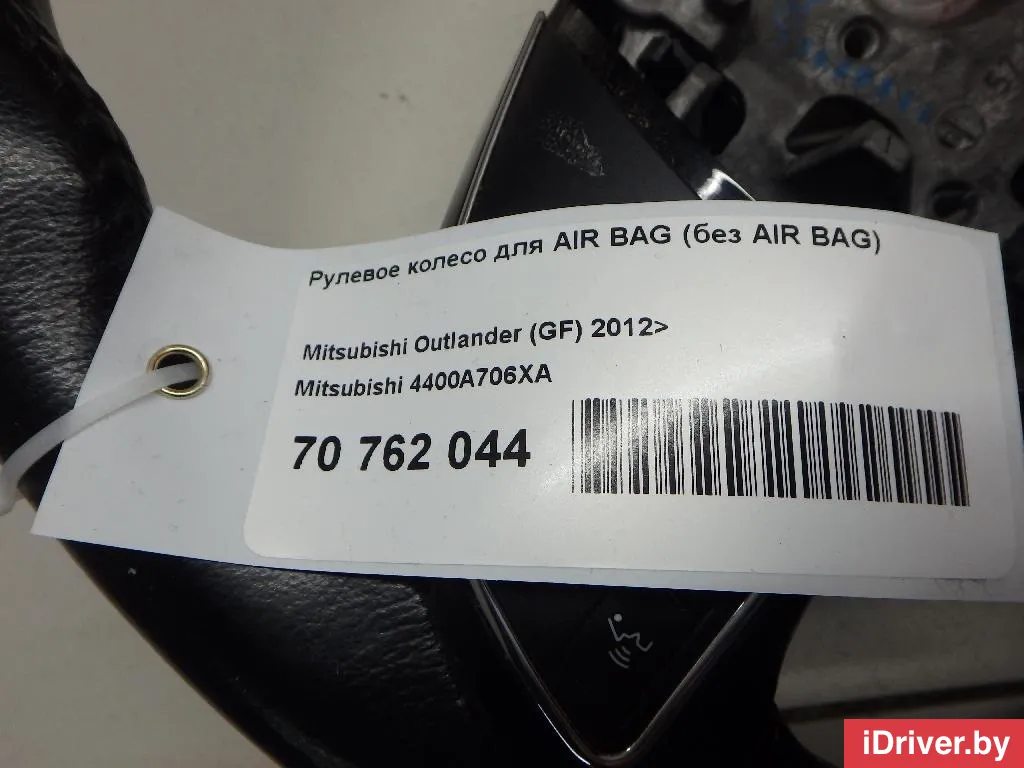 Рулевое колесо для AIR BAG (без AIR BAG)
Mitsubishi Outlander (GF) 2012>
Mitsubishi 4400A706XA
70 762 044
iDriver.by